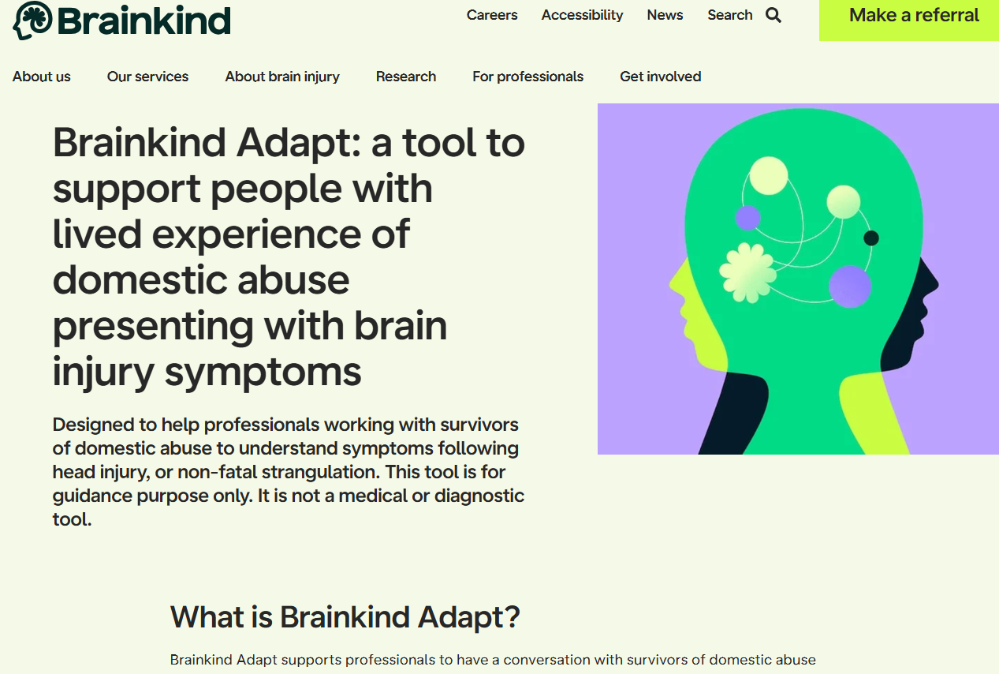 Brainkind
Careers
Accessibility
News
Search
Make a referral
About us
Our services
About brain injury
Research
For professionals
Get involved
Brainkind Adapt: a tool to
support people with
lived experience of
domestic abuse
presenting with brain
injury symptoms
Designed to help professionals working with survivors
of domestic abuse to understand symptoms following
head injury, or non-fatal strangulation. This tool is for
guidance purpose only. It is not a medical or diagnostic
tool.
What is Brainkind Adapt?
Brainkind Adapt supports professionals to have a conversation with survivors of domestic abuse